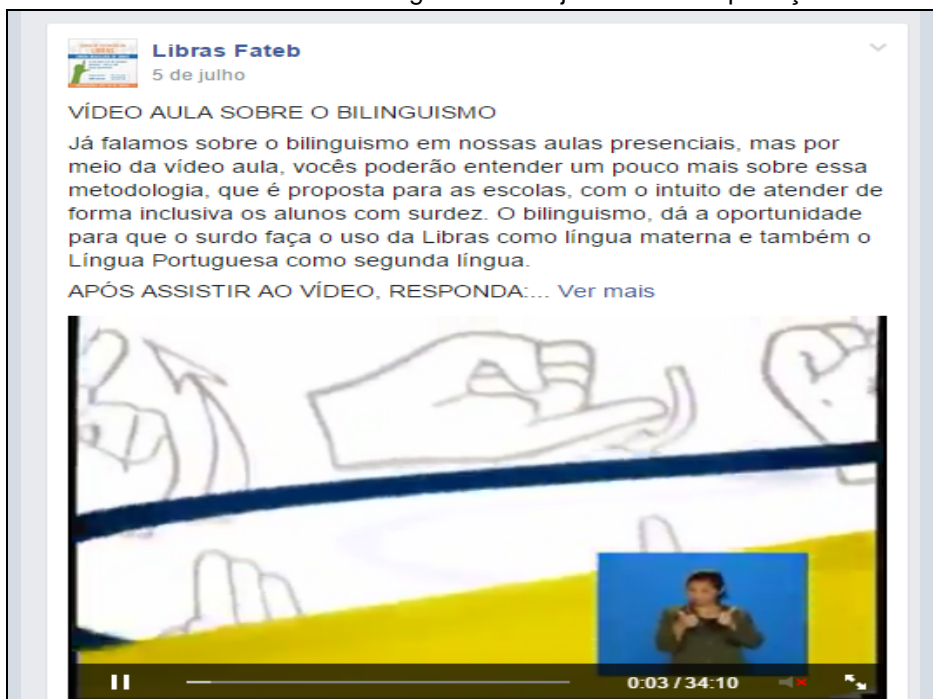 Libras Fateb
5 de julho
VÍDEO AULA SOBRE O BILINGUISMO
Já falamos sobre o bilinguismo em nossas aulas presenciais, mas por
meio da vídeo aula, vocês poderão entender um pouco mais sobre essa
metodologia, que é proposta para as escolas, com o intuito de atender de
forma inclusiva os alunos com surdez. O bilinguismo, dá a oportunidade
para que o surdo faça o uso da Libras como língua materna e também o
Língua Portuguesa como segunda língua.
APÓS ASSISTIR AO VÍDEO, RESPONDA:... Ver mais
0:03 / 34:10